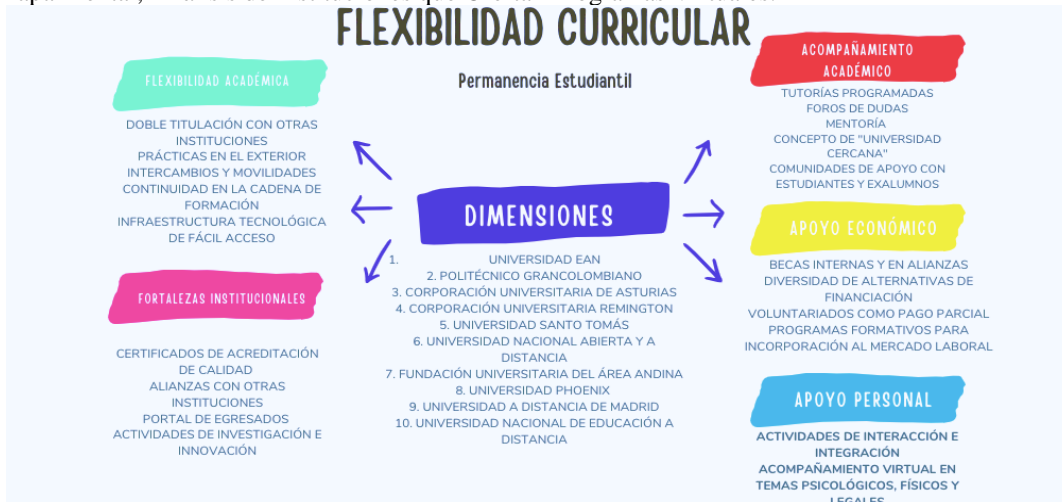 FLEXIBILIDAD CURRICULAR
Permanencia Estudiantil
FLEXIBILIDAD ACADÉMICA
DOBLE TITULACIÓN CON OTRAS
INSTITUCIONES
PRÁCTICAS EN EL EXTERIOR
INTERCAMBIOS Y MOVILIDADES
CONTINUIDAD EN LA CADENA DE
FORMACIÓN
INFRAESTRUCTURA TECNOLÓGICA
DE FÁCIL ACCESO
FORTALEZAS INSTITUCIONALES
CERTIFICADOS DE ACREDITACIÓN
DE CALIDAD
ALIANZAS CON OTRAS
INSTITUCIONES
PORTAL DE EGRESADOS
ACTIVIDADES DE INVESTIGACIÓN E
INNOVACIÓN
DIMENSIONES
1. UNIVERSIDAD EAN
2. POLITÉCNICO GRANCOLOMBIANO
3. CORPORACIÓN UNIVERSITARIA DE ASTURIAS
4. CORPORACIÓN UNIVERSITARIA REMINGTON
5. UNIVERSIDAD SANTO TOMÁS
6. UNIVERSIDAD NACIONAL ABIERTA Y A
DISTANCIA
7. FUNDACIÓN UNIVERSITARIA DEL ÁREA ANDINA
8. UNIVERSIDAD PHOENIX
9. UNIVERSIDAD A DISTANCIA DE MADRID
10. UNIVERSIDAD NACIONAL DE EDUCACIÓN A
DISTANCIA
ACOMPAÑAMIENTO
ACADÉMICO
TUTORÍAS PROGRAMADAS
FOROS DE DUDAS
MENTORÍA
CONCEPTO DE "UNIVERSIDAD
CERCANA"
COMUNIDADES DE APOYO CON
ESTUDIANTES Y EXALUMNOS
APOYO ECONÓMICO
BECAS INTERNAS Y EN ALIANZAS
DIVERSIDAD DE ALTERNATIVAS DE
FINANCIACIÓN
VOLUNTARIADOS COMO PAGO PARCIAL
PROGRAMAS FORMATIVOS PARA
INCORPORACIÓN AL MERCADO LABORAL
APOYO PERSONAL
ACTIVIDADES DE INTERACCIÓN E
INTEGRACIÓN
ACOMPAÑAMIENTO VIRTUAL EN
TEMAS PSICOLÓGICOS, FÍSICOS Y
LEGALES